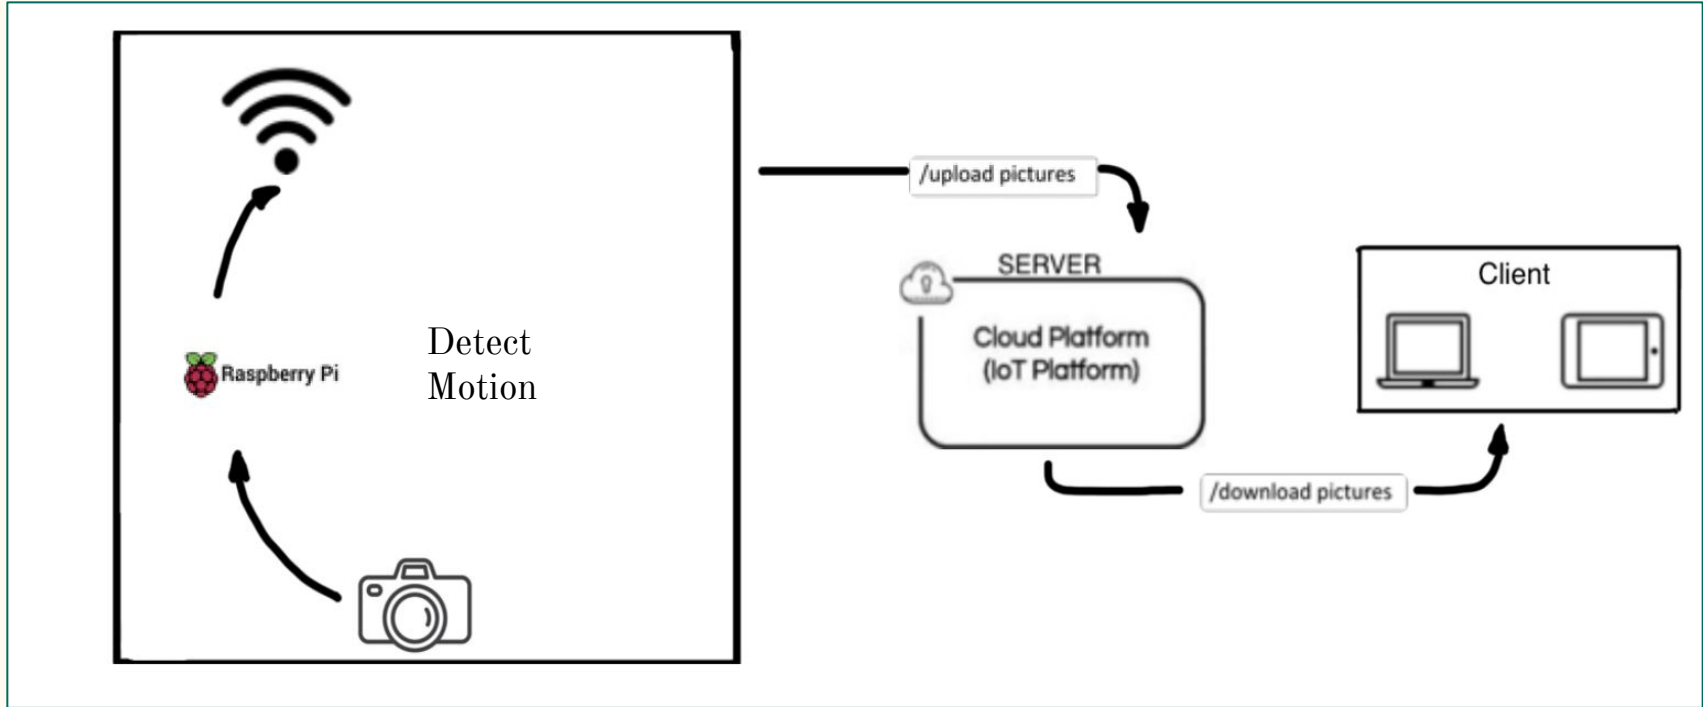 Raspberry Pi
Detect
Motion
/upload pictures
SERVER
Cloud Platform
(IoT Platform)
/download pictures
Client